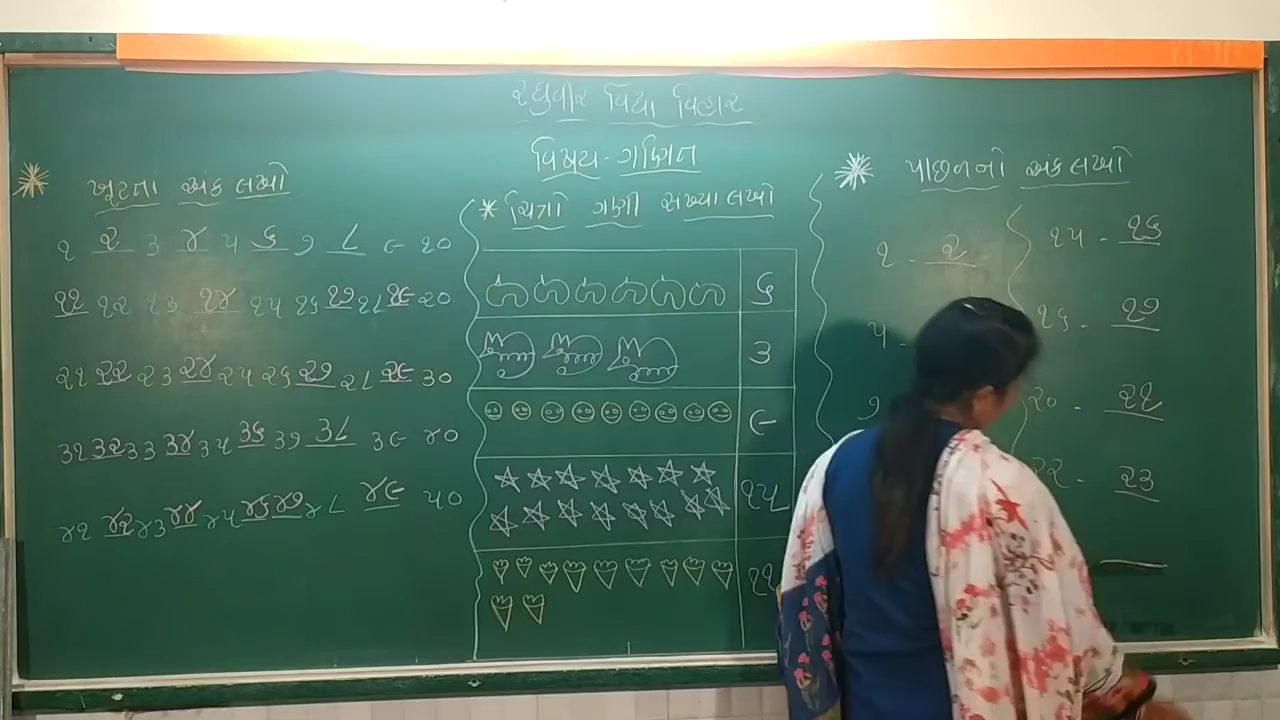 રઘુવીર વિદ્યા વિહાર
વિષય-ગણિત
* ખૂટતાં અંક લખો
૧ ૨ ૩ ૪ ૫ ૬ ૭ ૮ ૯ ૧૦
૧૧ ૧૨ ૧૩ ૧૪ ૧૫ ૧૬ ૧૭ ૧૮ ૧૯ ૨૦
૨૧ ૨૨ ૨૩ ૨૪ ૨૫ ૨૬ ૨૭ ૨૮ ૨૯ ૩૦
૩૧ ૩૨ ૩૩ ૩૪ ૩૫ ૩૬ ૩૭ ૩૮ ૩૯ ૪૦
૪૧ ૪૨ ૪૩ ૪૪ ૪૫ ૪૬ ૪૭ ૪૮ ૪૯ ૫૦
* ચિત્રો ગણી સંખ્યા લખો
૬
૩
૯
૧૫
૧૧
* પાછળનો અંક લખો
૧ - ૨
૫ -
૭
૧૫ - ૧૬
૧૬ - ૧૭
૨૦ - ૨૧
૨૨ - ૨૩